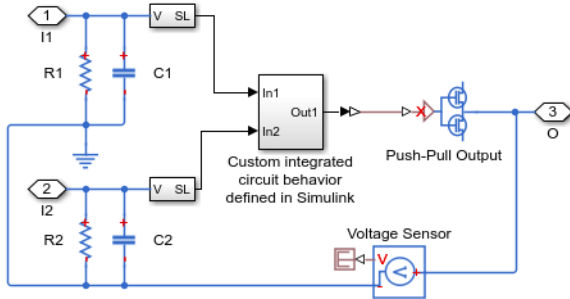 1
V
SL
I1
R1
C1
In1
Out1
In2
3
O
Push-Pull Output
Custom integrated
circuit behavior
defined in Simulink
2
V
SL
I2
R2
C2
Voltage Sensor
V
V